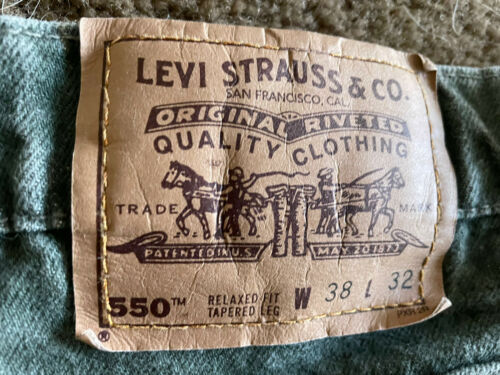 LEVI STRAUSS & CO.
SAN FRANCISCO, CAL.
ORIGINAL RIVETED
QUALITY CLOTHING
TRADE MARK
PATENTED IN U.S. MAY 20 1873
550™ RELAXED FIT TAPERED LEG W 38 L 32
®